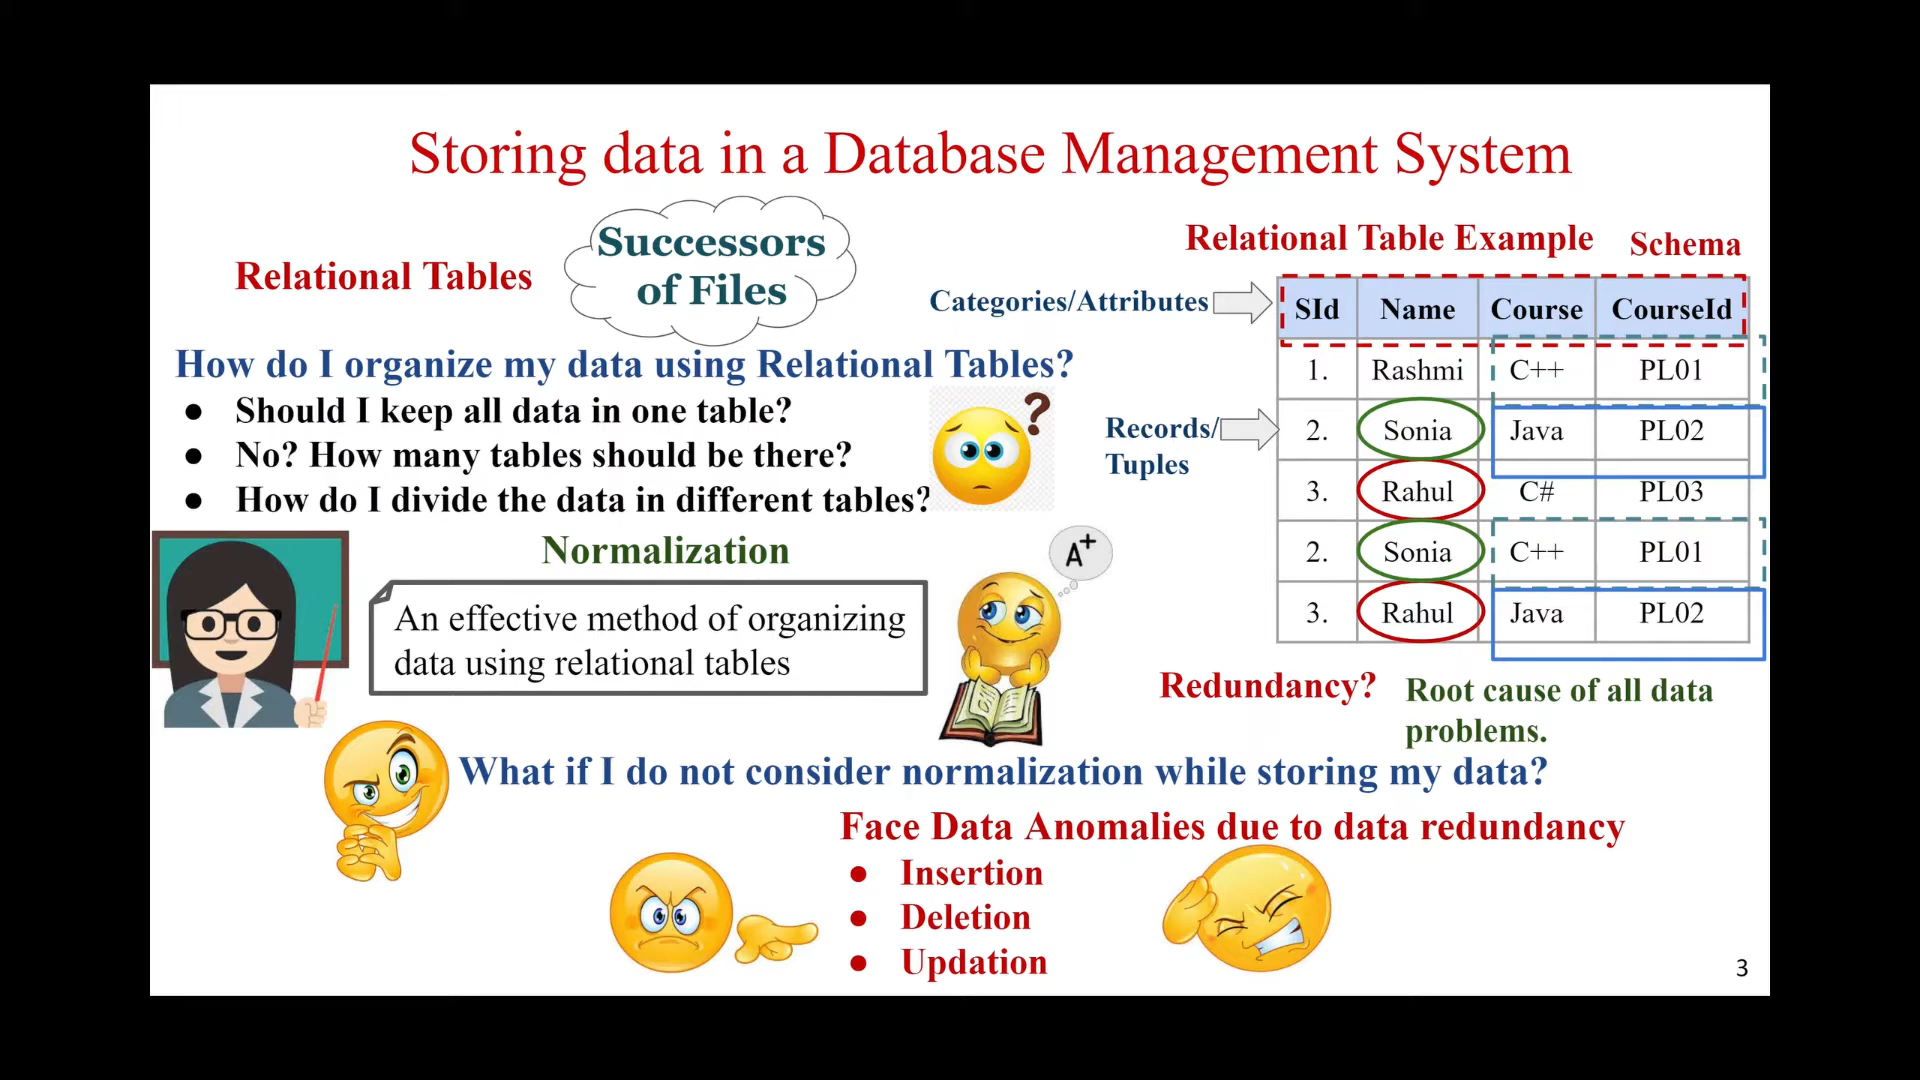 Storing data in a Database Management System
Relational Tables
Successors
of Files
How do I organize my data using Relational Tables?
● Should I keep all data in one table?
● No? How many tables should be there?
● How do I divide the data in different tables?
?
Normalization
An effective method of organizing
data using relational tables
A+
Relational Table Example
Schema
Categories/Attributes
SId Name Course CourseId
1. Rashmi C++ PL01
Records/
Tuples
2. Sonia Java PL02
3. Rahul C# PL03
2. Sonia C++ PL01
3. Rahul Java PL02
Redundancy?
Root cause of all data
problems.
What if I do not consider normalization while storing my data?
Face Data Anomalies due to data redundancy
● Insertion
● Deletion
● Updation
3